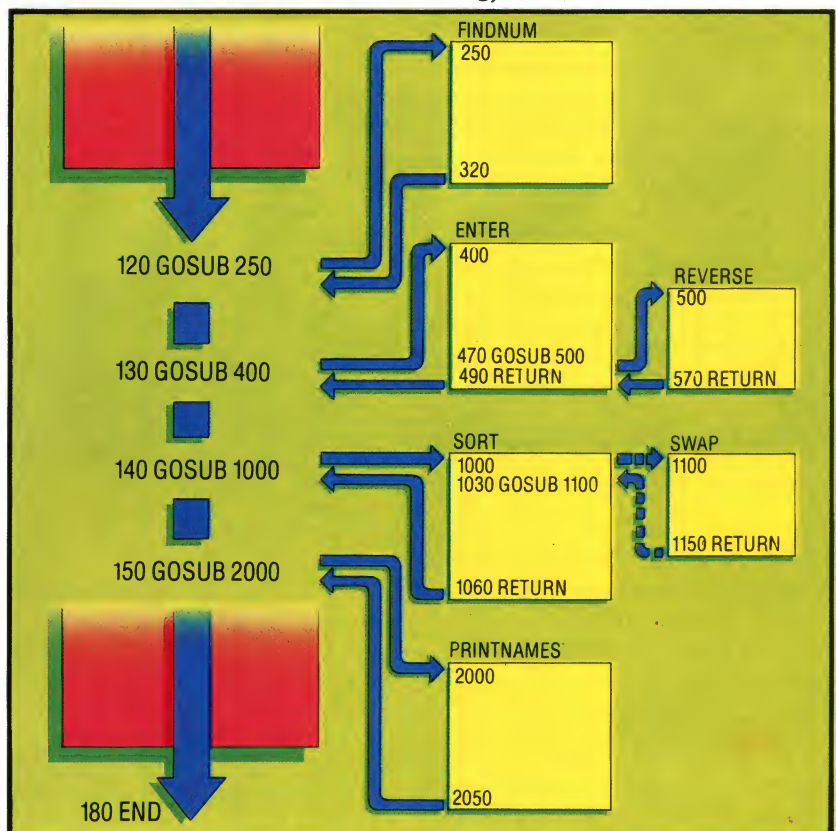 FINDNUM
250
320
120 GOSUB 250
ENTER
400
470 GOSUB 500
490 RETURN
REVERSE
500
570 RETURN
130 GOSUB 400
SORT
1000
1030 GOSUB 1100
1060 RETURN
SWAP
1100
1150 RETURN
140 GOSUB 1000
150 GOSUB 2000
PRINTNAMES
2000
2050
180 END